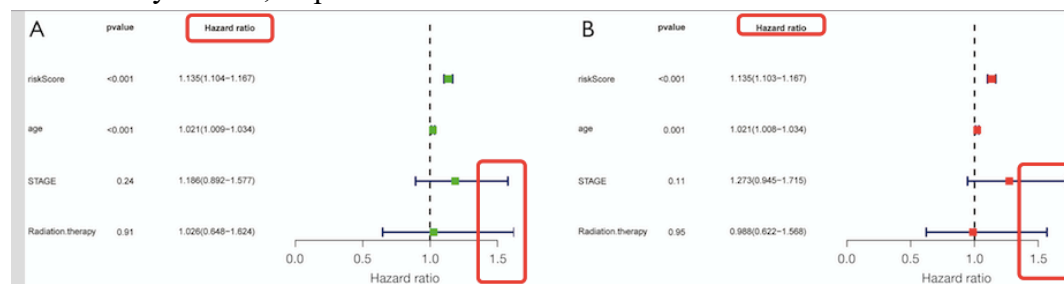 A pvalue Hazard ratio
riskScore <0.001 1.135(1.104−1.167)
age <0.001 1.021(1.009−1.034)
STAGE 0.24 1.186(0.892−1.577)
Radiation.therapy 0.91 1.026(0.648−1.624)
0.0 0.5 1.0 1.5
Hazard ratio
B pvalue Hazard ratio
riskScore <0.001 1.135(1.103−1.167)
age 0.001 1.021(1.008−1.034)
STAGE 0.11 1.273(0.945−1.715)
Radiation.therapy 0.95 0.988(0.622−1.568)
0.0 0.5 1.0 1.5
Hazard ratio